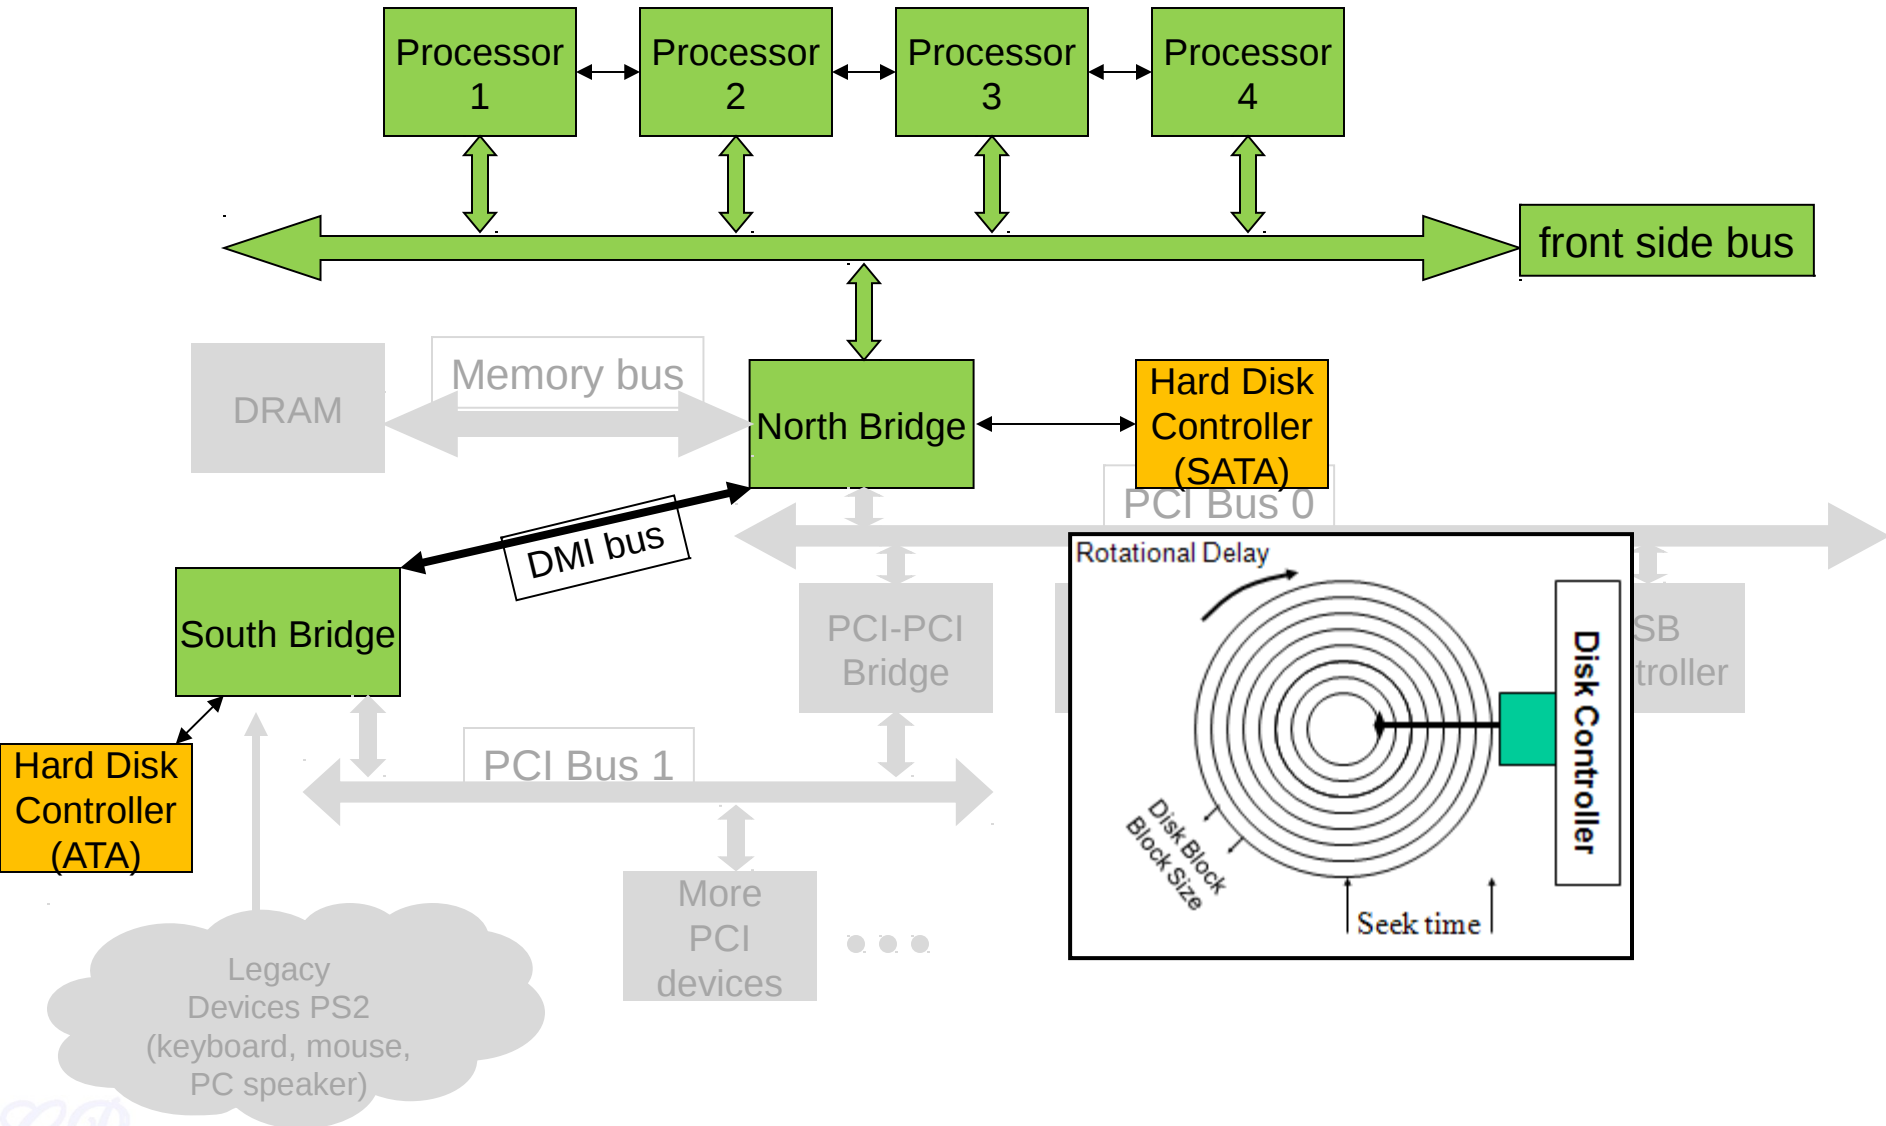 Processor
1
Processor
2
Processor
3
Processor
4
front side bus
Memory bus
DRAM
North Bridge
Hard Disk
Controller
(SATA)
PCI Bus 0
DMI bus
South Bridge
PCI-PCI
Bridge
SB
troller
Rotational Delay
Disk Controller
Disk Block
Block Size
Seek time
PCI Bus 1
Hard Disk
Controller
(ATA)
More
PCI
devices
Legacy
Devices PS2
(keyboard, mouse,
PC speaker)